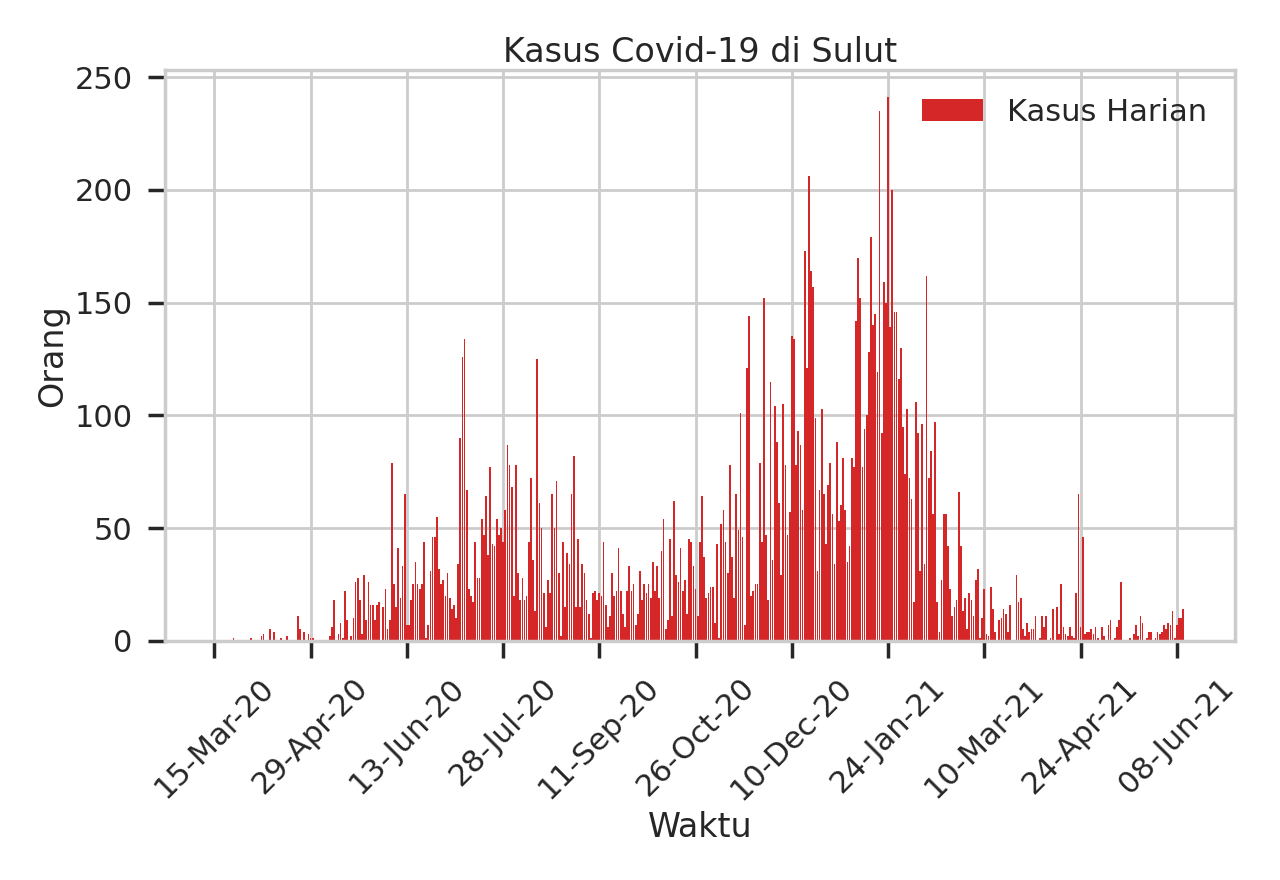 Kasus Covid-19 di Sulut
Kasus Harian
250
200
150
100
50
0
Orang
15-Mar-20
29-Apr-20
13-Jun-20
28-Jul-20
11-Sep-20
26-Oct-20
10-Dec-20
24-Jan-21
10-Mar-21
24-Apr-21
08-Jun-21
Waktu